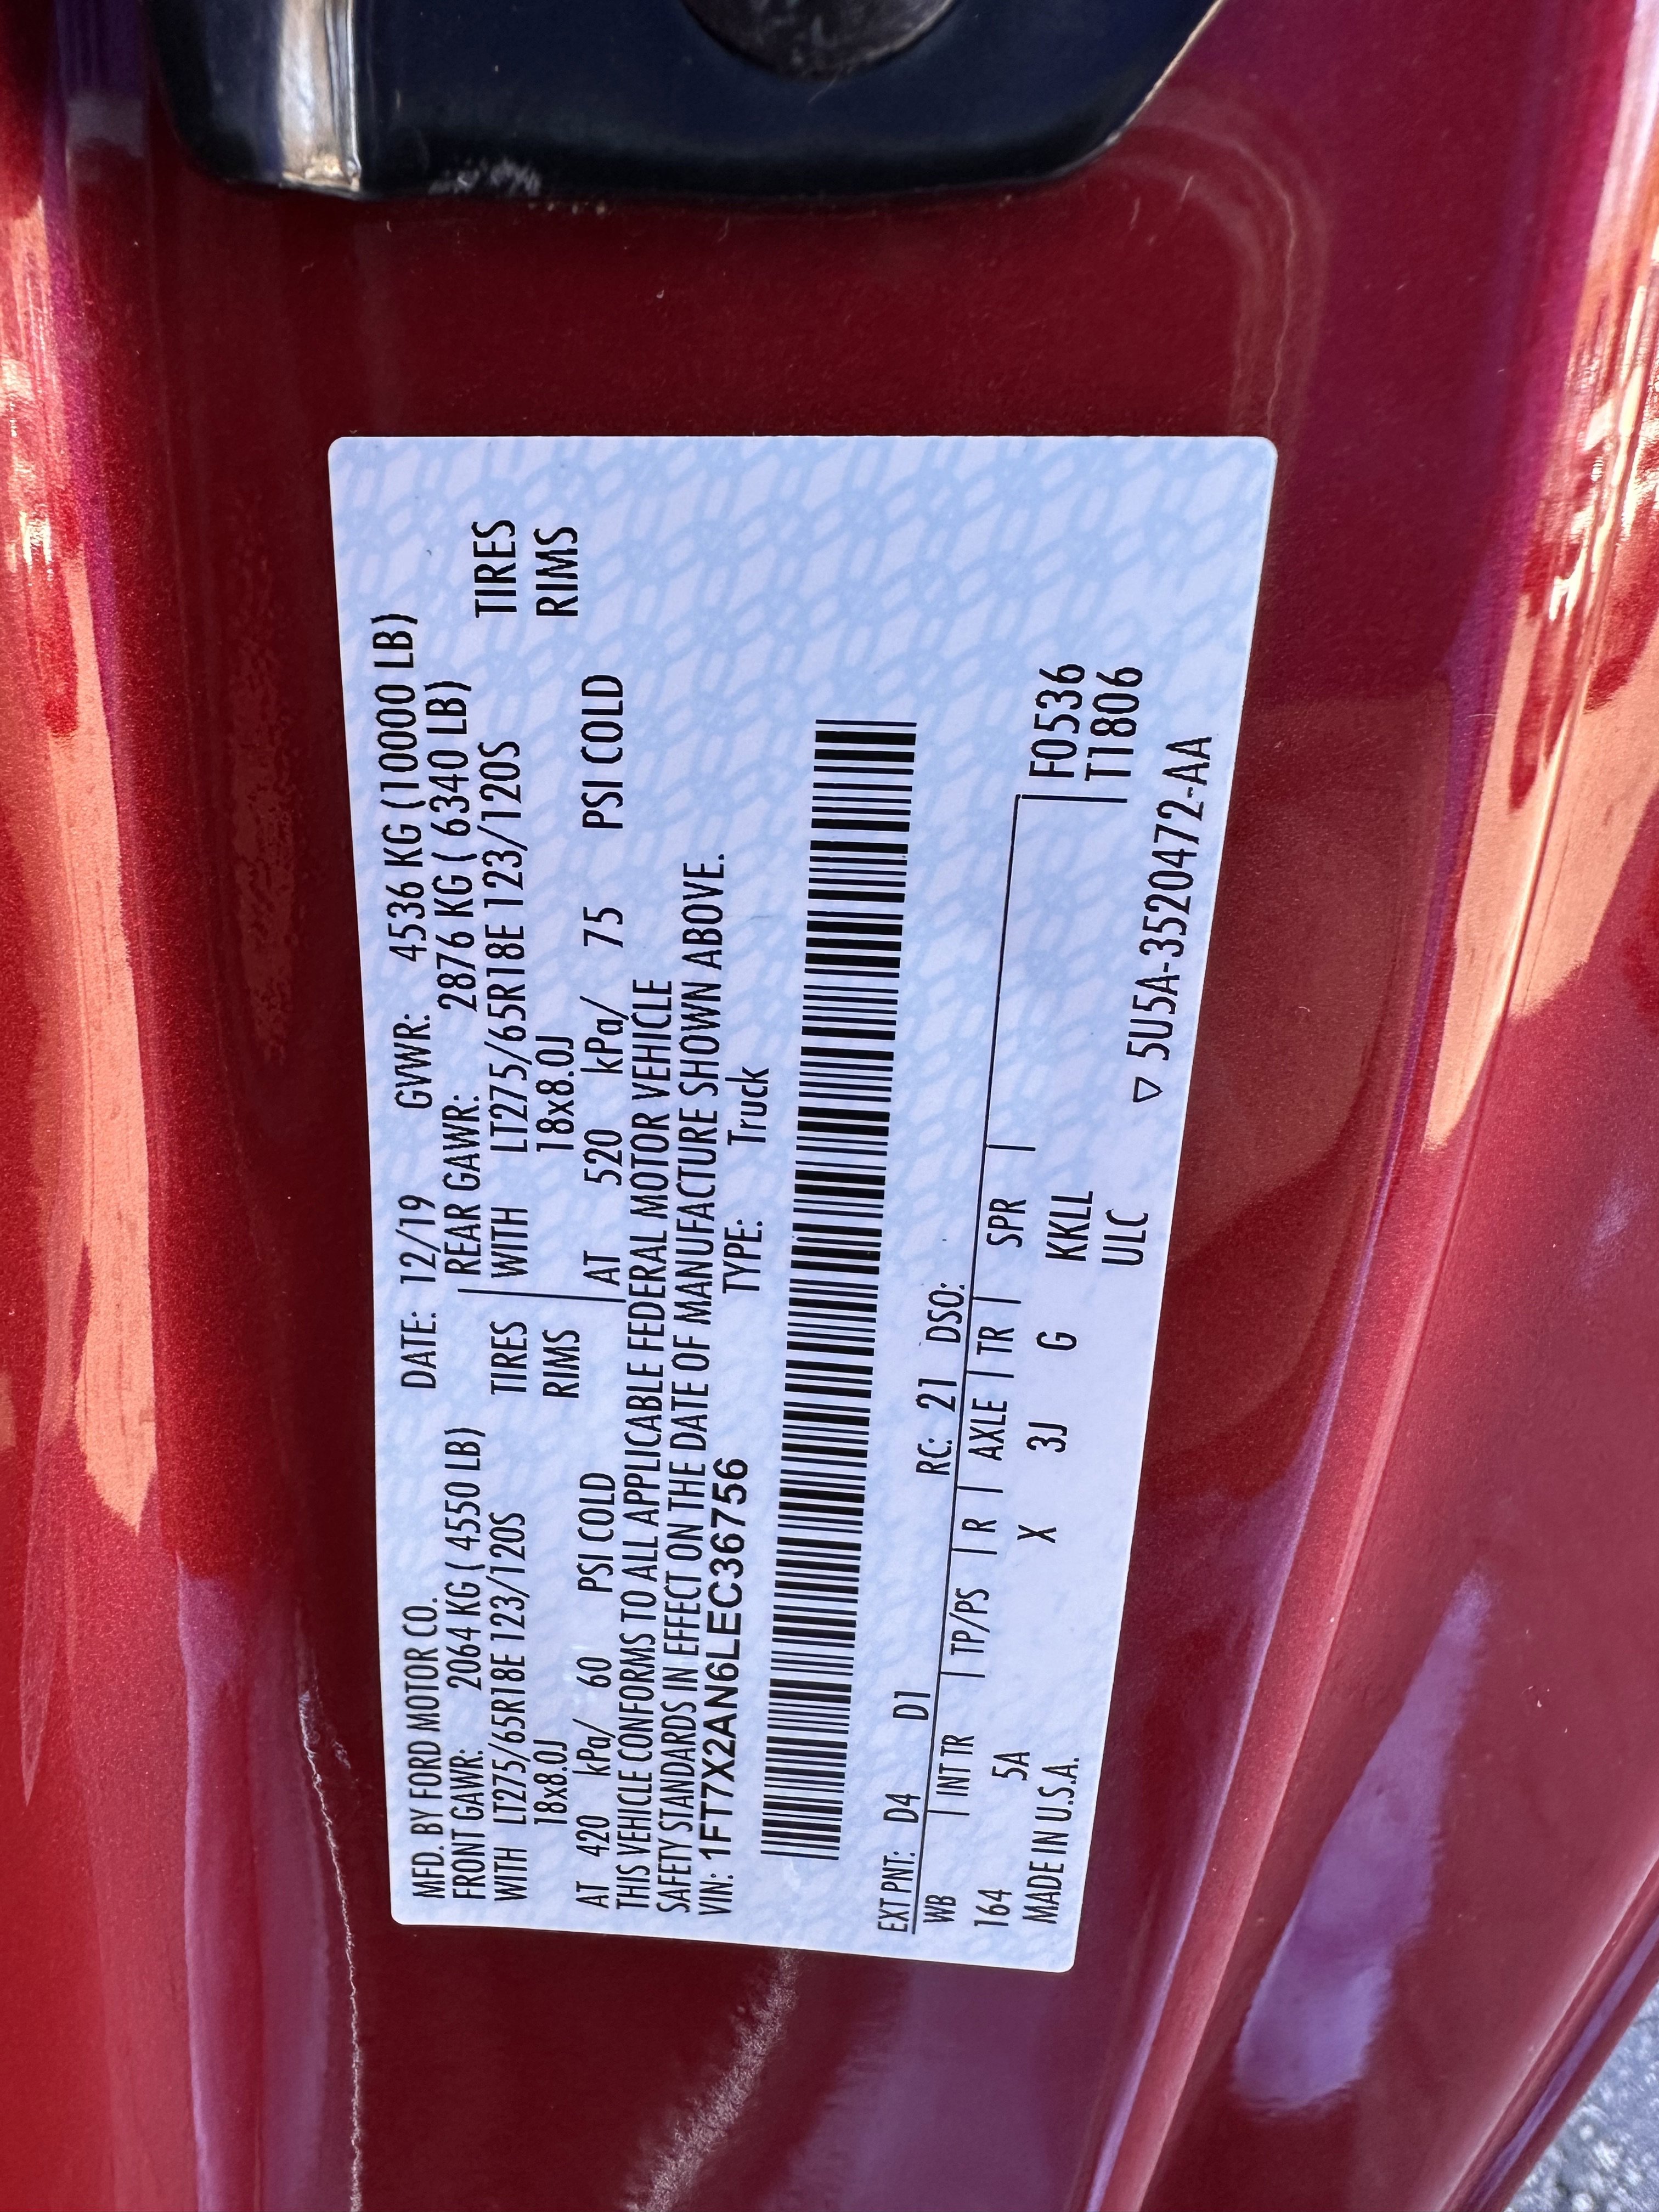 MFD. BY FORD MOTOR CO. DATE: 12/19 GVWR: 4536 KG (10000 LB)
FRONT GAWR: 2064 KG ( 4550 LB) REAR GAWR: 2876 KG ( 6340 LB)
WITH LT275/65R18E 123/120S TIRES WITH LT275/65R18E 123/120S TIRES
18x8.0J RIMS 18x8.0J RIMS
AT 420 kPa/ 60 PSI COLD AT 520 kPa/ 75 PSI COLD
THIS VEHICLE CONFORMS TO ALL APPLICABLE FEDERAL MOTOR VEHICLE
SAFETY STANDARDS IN EFFECT ON THE DATE OF MANUFACTURE SHOWN ABOVE.
VIN: 1FT7X2AN6LEC36756 TYPE: Truck
EXT PNT: D4 D1 RC: 21 DSO:
WB INT TR TP/PS R AXLE TR SPR F0536
164 5A X 3J G KKLL T1806
MADE IN U.S.A. ULC
▽ 5U5A-3520472-AA